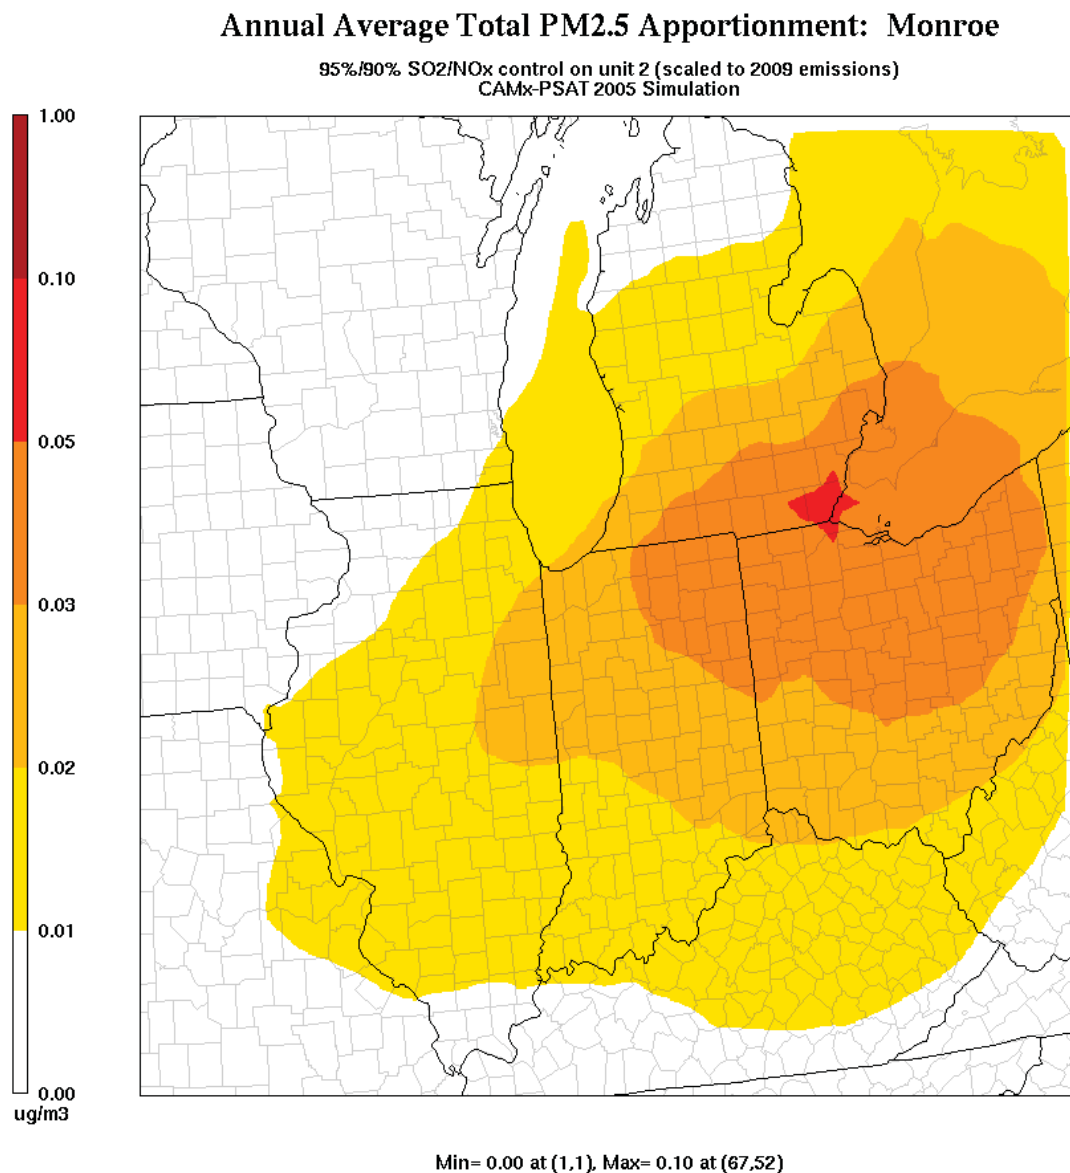 Annual Average Total PM2.5 Apportionment: Monroe
95%/90% SO2/NOx control on unit 2 (scaled to 2009 emissions)
CAMx-PSAT 2005 Simulation
1.00
0.10
0.05
0.03
0.02
0.01
0.00
ug/m3
Min= 0.00 at (1,1), Max= 0.10 at (67,52)